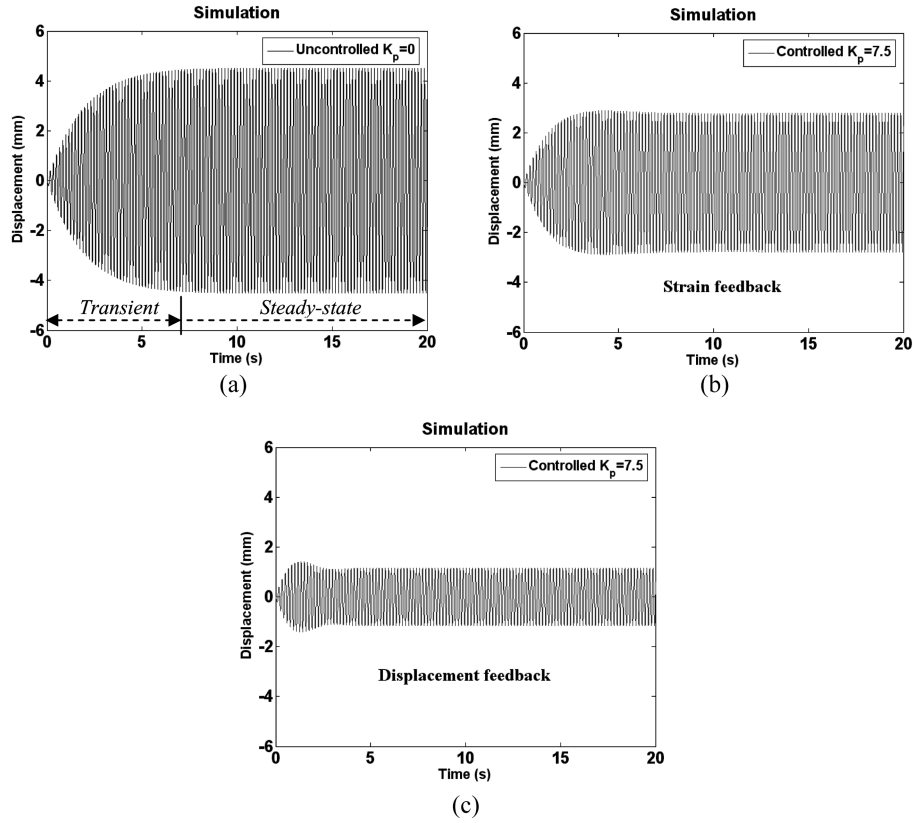 Simulation
Uncontrolled Kp=0
Displacement (mm)
6
4
2
0
-2
-4
-6
Transient
Steady-state
0
5
10
15
20
Time (s)
(a)
Simulation
Controlled Kp=7.5
Displacement (mm)
6
4
2
0
-2
-4
-6
Strain feedback
0
5
10
15
20
Time (s)
(b)
Simulation
Controlled Kp=7.5
Displacement (mm)
6
4
2
0
-2
-4
-6
Displacement feedback
0
5
10
15
20
Time (s)
(c)